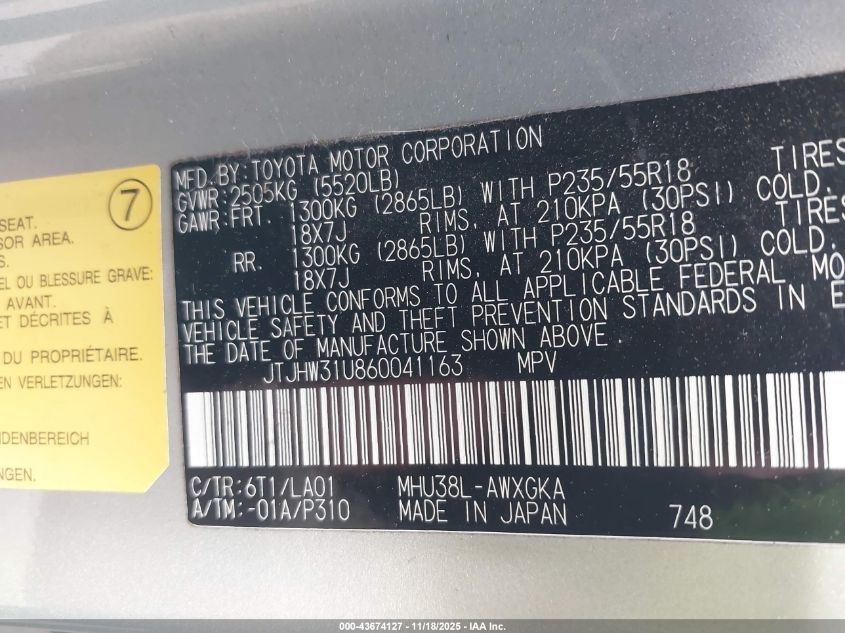 7
SEAT.
SOR AREA.
S.
EL OU BLESSURE GRAVE:
AVANT.
ET DÉCRITES À
DU PROPRIÉTAIRE.
EN VERLETZUNGEN:
NDENBEREICH
NGEN.
MFD. BY: TOYOTA MOTOR CORPORATION
GVWR: 2505KG (5520LB)
GAWR: FRT. 1300KG (2865LB) WITH P235/55R18 TIRES
18X7J RIMS, AT 210KPA (30PSI) COLD.
RR. 1300KG (2865LB) WITH P235/55R18 TIRES
18X7J RIMS, AT 210KPA (30PSI) COLD.
THIS VEHICLE CONFORMS TO ALL APPLICABLE FEDERAL MO
VEHICLE SAFETY AND THEFT PREVENTION STANDARDS IN E
THE DATE OF MANUFACTURE SHOWN ABOVE.
JTJHW31U860041163 MPV
C/TR: 6T1/LA01 MHU38L-AWXGKA
A/TM: -01A/P310 MADE IN JAPAN 748
000-43674127 - 11/18/2025 - IAA Inc.